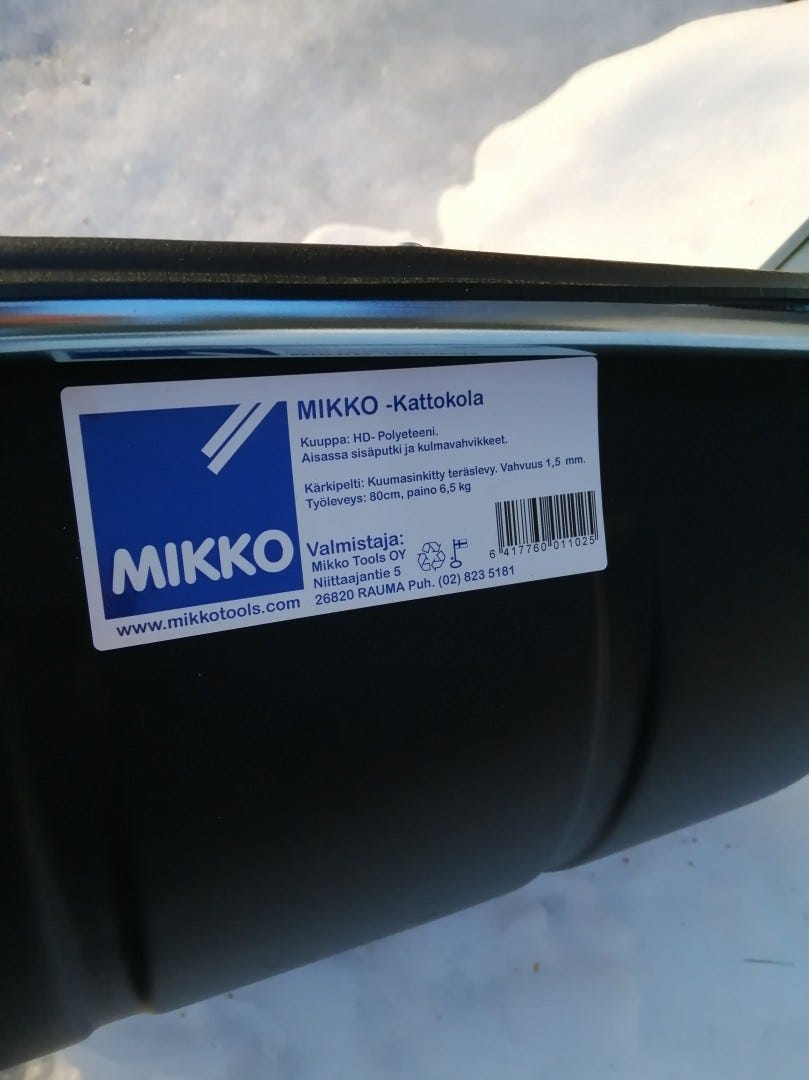 MIKKO -Kattokola
Kuuppa: HD- Polyeteeni.
Aisassa sisäputki ja kulmavahvikkeet.
Kärkipelti: Kuumasinkitty teräslevy. Vahvuus 1,5 mm.
Työleveys: 80cm, paino 6,5 kg
MIKKO
www.mikkotools.com
Valmistaja:
Mikko Tools OY
Niittaajantie 5
26820 RAUMA Puh. (02) 823 5181
6 417760 011025